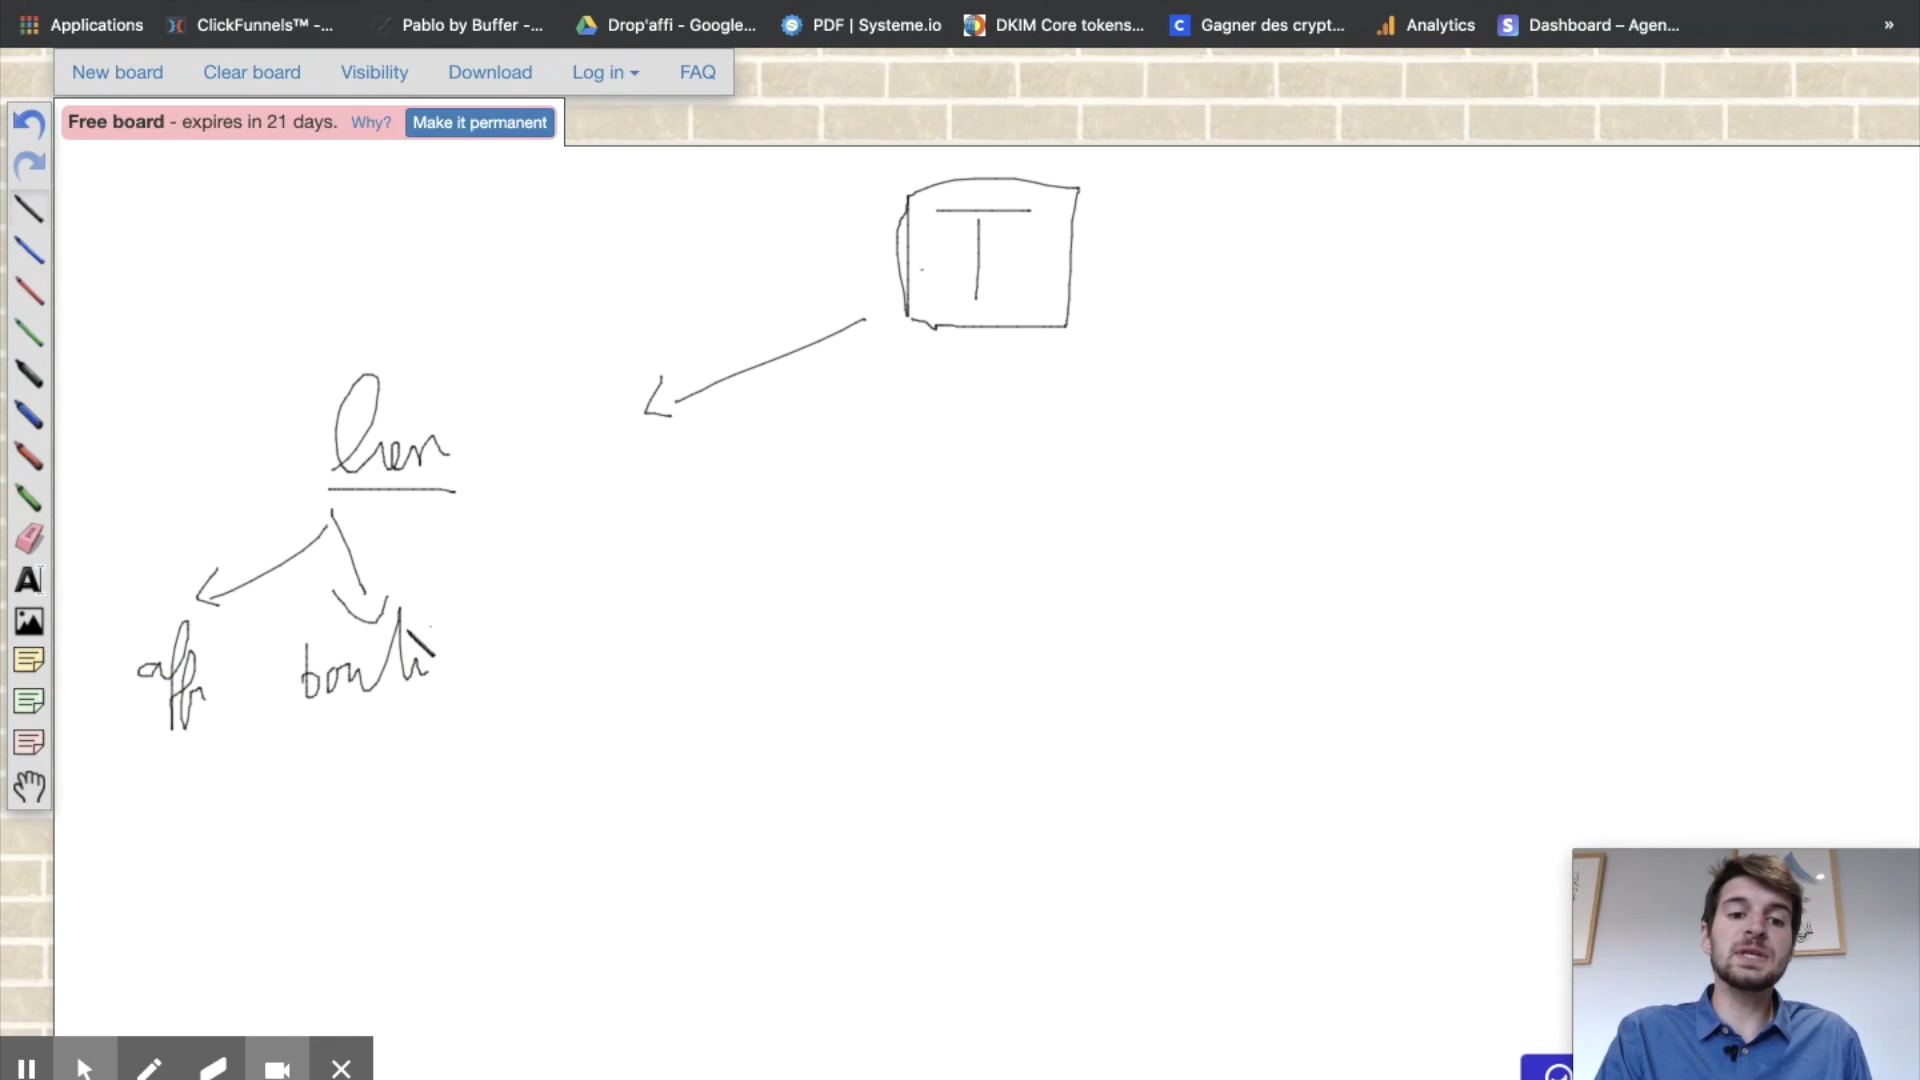 Applications ClickFunnels™ -... Pablo by Buffer -... Drop'affi - Google... PDF | Systeme.io DKIM Core tokens... Gagner des crypt... Analytics Dashboard – Agen... »
New board Clear board Visibility Download Log in FAQ
Free board - expires in 21 days. Why? Make it permanent
T
lien
affi bouti
A